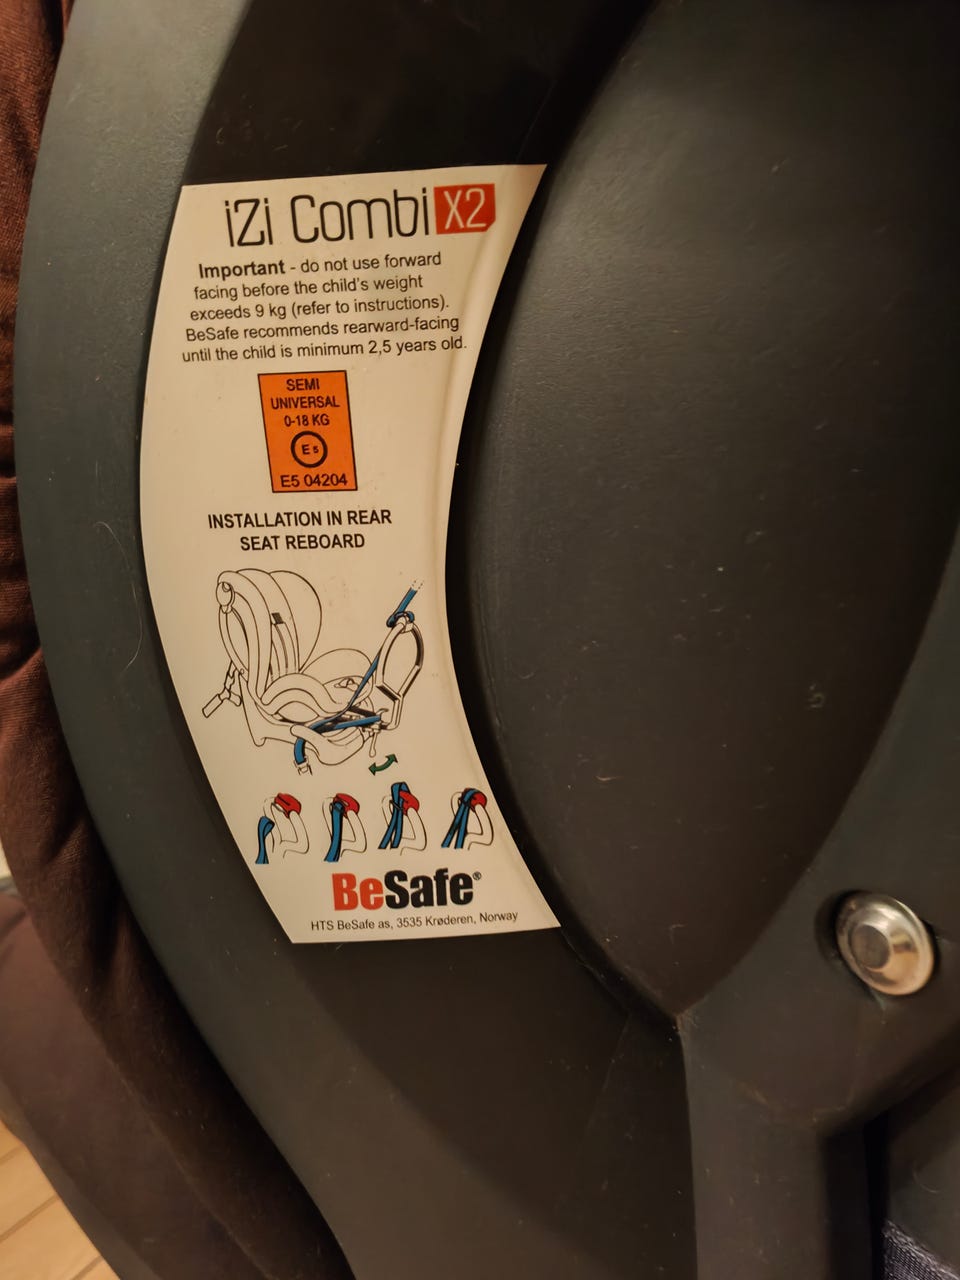 iZi Combi X2
Important - do not use forward
facing before the child's weight
exceeds 9 kg (refer to instructions).
BeSafe recommends rearward-facing
until the child is minimum 2,5 years old.
SEMI
UNIVERSAL
0-18 KG
E5
E5 04204
INSTALLATION IN REAR
SEAT REBOARD
BeSafe®
HTS BeSafe as, 3535 Krøderen, Norway